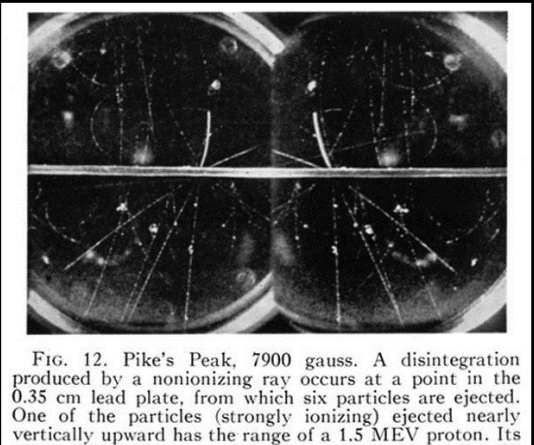 FIG. 12. Pike's Peak, 7900 gauss. A disintegration
produced by a nonionizing ray occurs at a point in the
0.35 cm lead plate, from which six particles are ejected.
One of the particles (strongly ionizing) ejected nearly
vertically upward has the range of a 1.5 MEV proton. Its